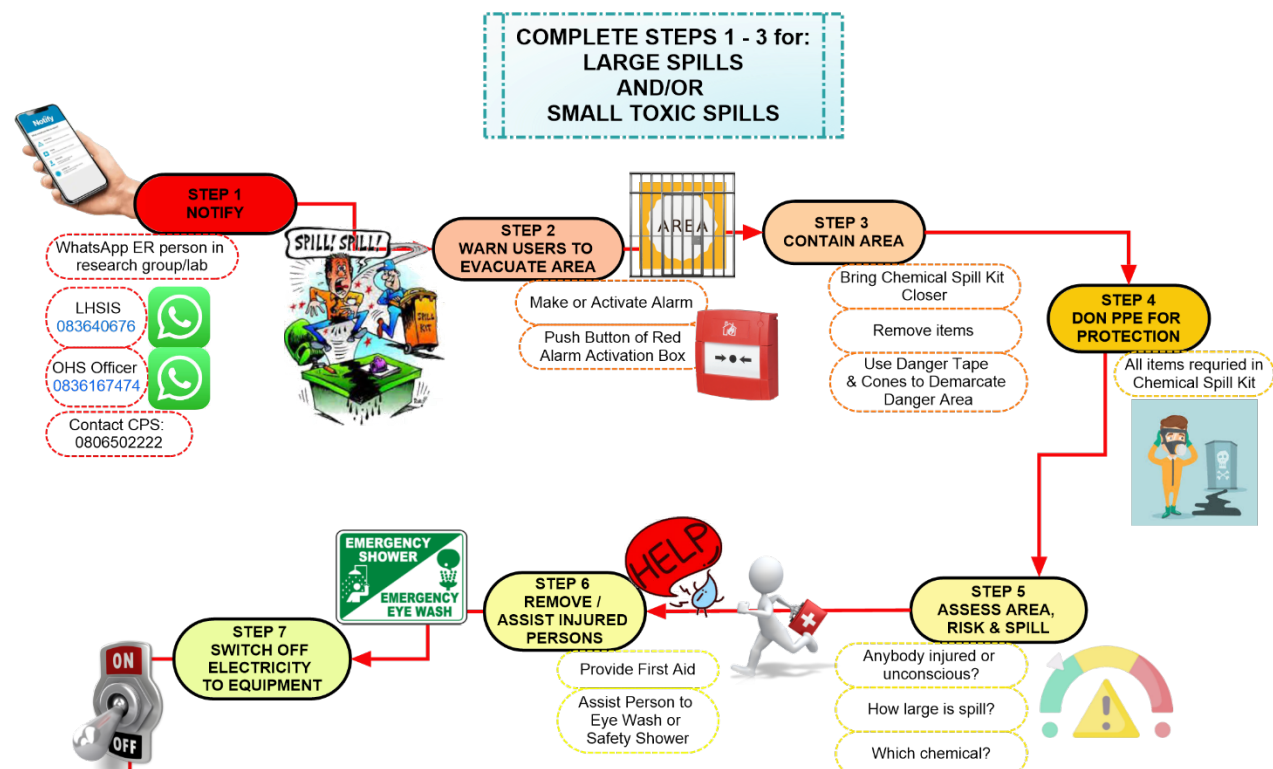 COMPLETE STEPS 1 - 3 for:
LARGE SPILLS
AND/OR
SMALL TOXIC SPILLS
Notify
STEP 1
NOTIFY
WhatsApp ER person in
research group/lab
LHSIS
083640676
OHS Officer
0836167474
Contact CPS:
0806502222
SPILL! SPILL!
SPILL
KIT
STEP 2
WARN USERS TO
EVACUATE AREA
Make or Activate Alarm
Push Button of Red
Alarm Activation Box
AREA
STEP 3
CONTAIN AREA
Bring Chemical Spill Kit
Closer
Remove items
Use Danger Tape
& Cones to Demarcate
Danger Area
STEP 4
DON PPE FOR
PROTECTION
All items requried in
Chemical Spill Kit
STEP 5
ASSESS AREA,
RISK & SPILL
Anybody injured or
unconscious?
How large is spill?
Which chemical?
HELP
STEP 6
REMOVE /
ASSIST INJURED
PERSONS
Provide First Aid
Assist Person to
Eye Wash or
Safety Shower
EMERGENCY
SHOWER
EMERGENCY
EYE WASH
STEP 7
SWITCH OFF
ELECTRICITY
TO EQUIPMENT
ON
OFF